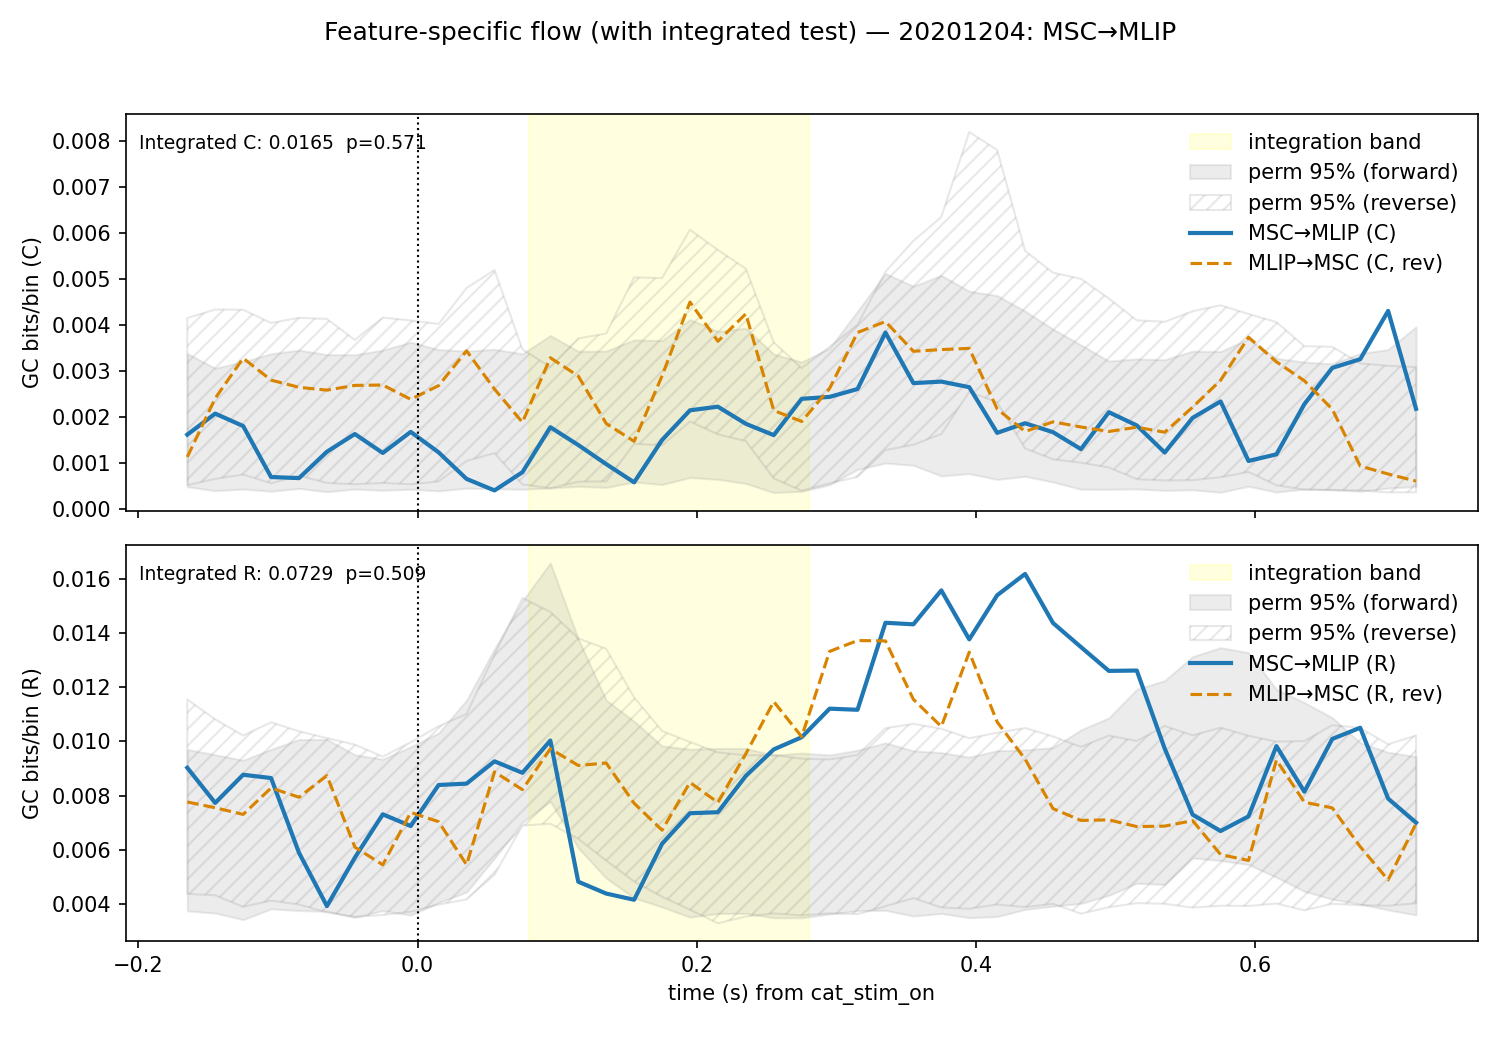 Feature-specific flow (with integrated test) — 20201204: MSC→MLIP
Integrated C: 0.0165  p=0.571
integration band
perm 95% (forward)
perm 95% (reverse)
MSC→MLIP (C)
MLIP→MSC (C, rev)
GC bits/bin (C)
0.008
0.007
0.006
0.005
0.004
0.003
0.002
0.001
0.000
Integrated R: 0.0729  p=0.509
integration band
perm 95% (forward)
perm 95% (reverse)
MSC→MLIP (R)
MLIP→MSC (R, rev)
GC bits/bin (R)
0.016
0.014
0.012
0.010
0.008
0.006
0.004
−0.2 0.0 0.2 0.4 0.6
time (s) from cat_stim_on